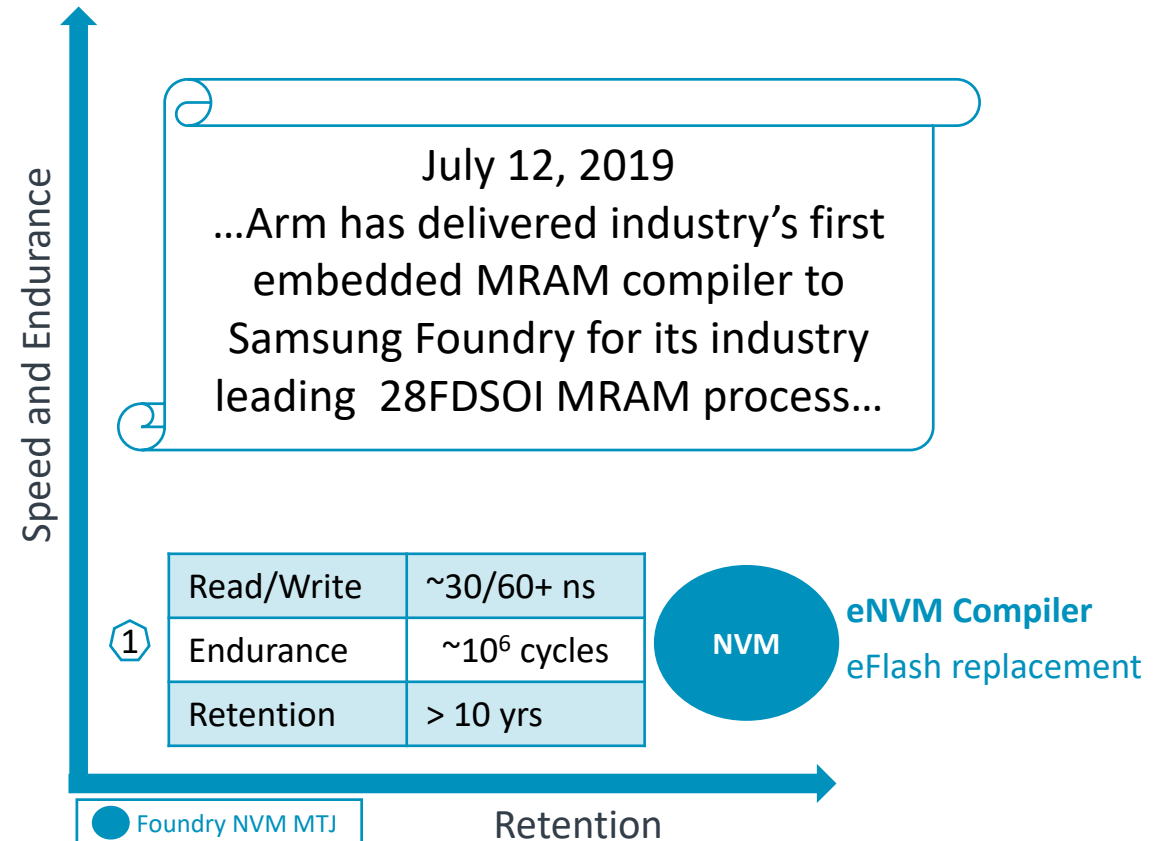 Speed and Endurance
July 12, 2019
…Arm has delivered industry’s first
embedded MRAM compiler to
Samsung Foundry for its industry
leading  28FDSOI MRAM process…
1
Read/Write ~30/60+ ns
Endurance ~10⁶ cycles
Retention > 10 yrs
NVM
eNVM Compiler
eFlash replacement
Foundry NVM MTJ
Retention